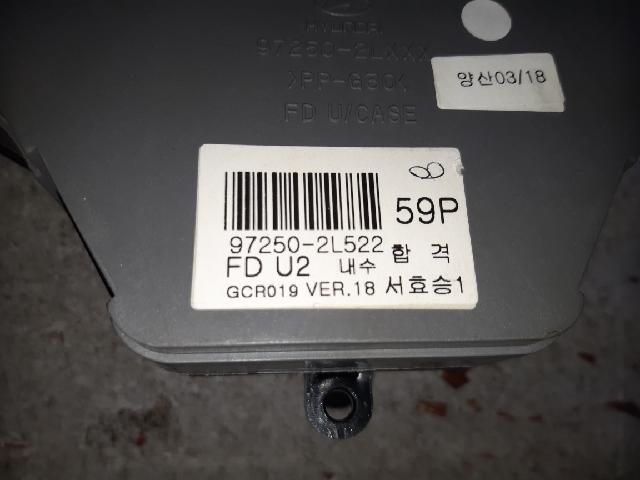 HYUNDAI
97250-2LXXX
>PP-G30<
FD U/CASE
양산03/18
59P
97250-2L522
합 격
FD U2 내수
GCR019 VER.18 서효승1